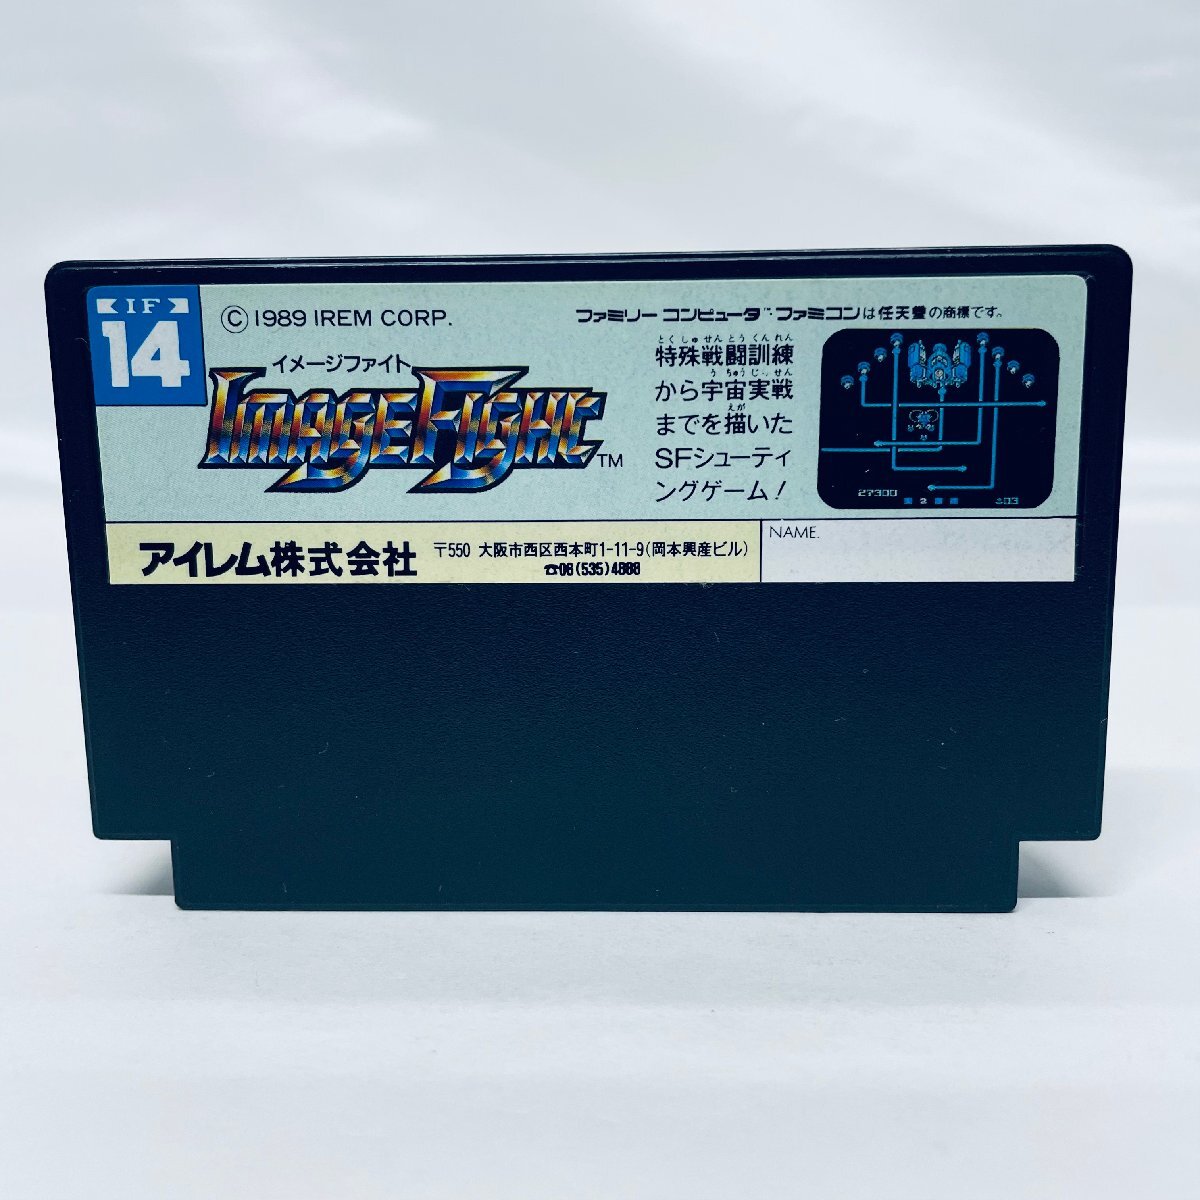 IF
14
©1989 IREM CORP.
イメージファイト
IMAGE FIGHT™
ファミリーコンピュータ™・ファミコンは任天堂の商標です。
とくしゅせんとうくんれん
特殊戦闘訓練
うちゅうじっせん
から宇宙実戦
えが
までを描いた
SFシューティ
ングゲーム!
27300
2
03
アイレム株式会社
〒550 大阪市西区西本町1-11-9(岡本興産ビル)
☎06(535)4888
NAME.